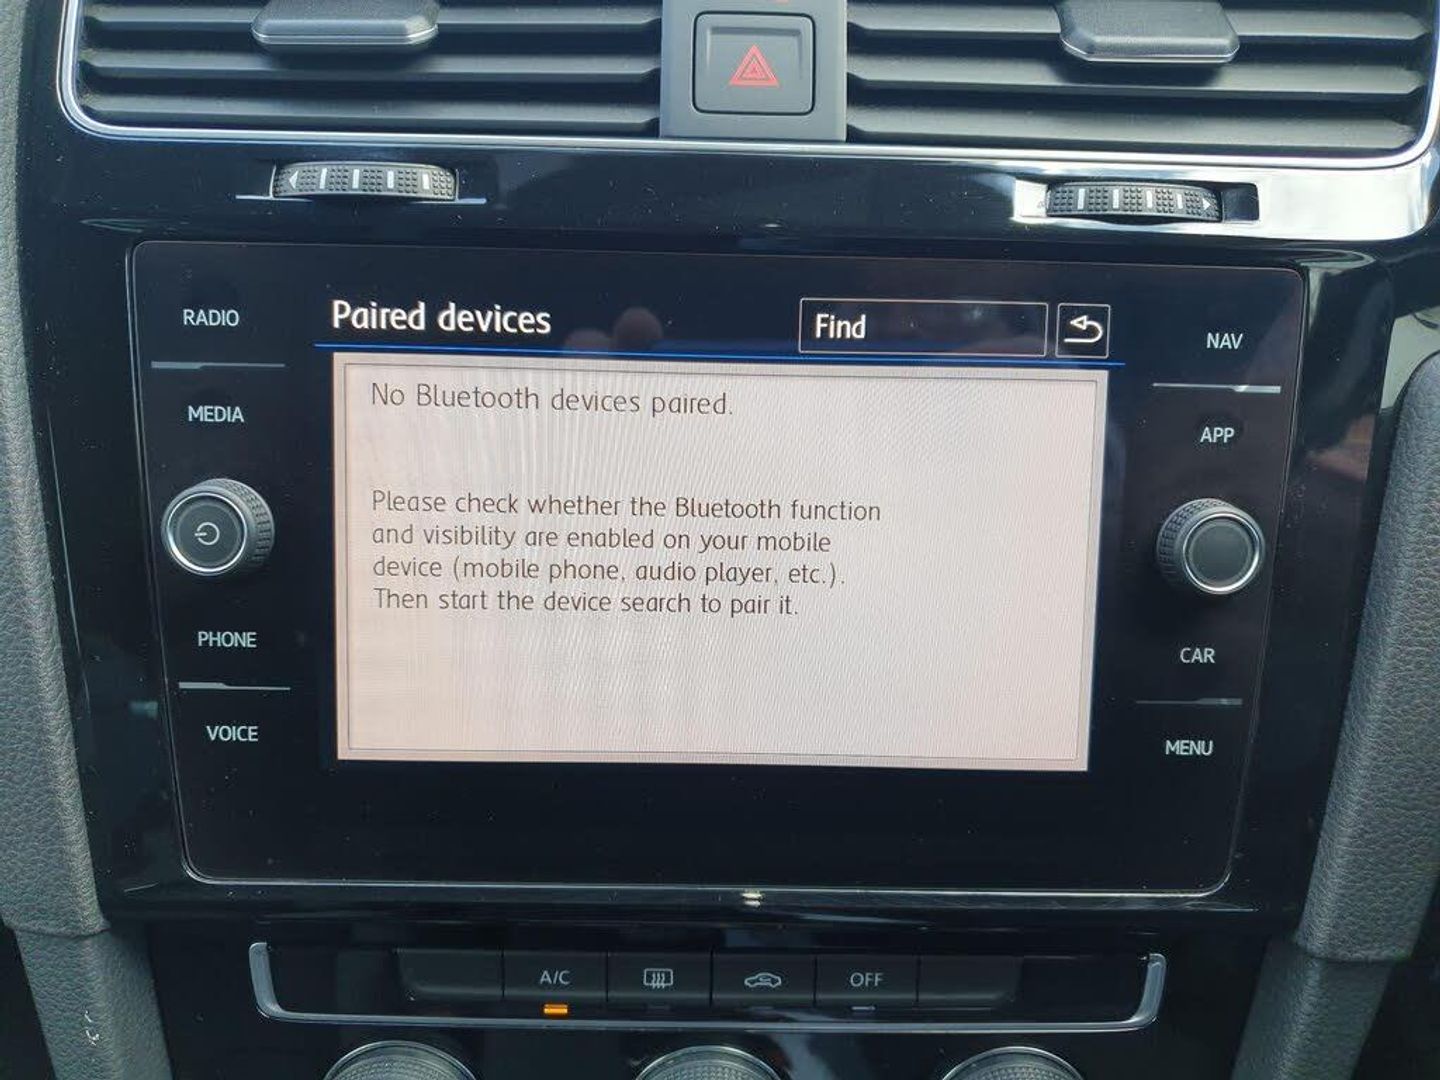 Paired devices
Find
RADIO
MEDIA
PHONE
VOICE
No Bluetooth devices paired.
Please check whether the Bluetooth function
and visibility are enabled on your mobile
device (mobile phone, audio player, etc.).
Then start the device search to pair it.
NAV
APP
CAR
MENU
A/C
OFF